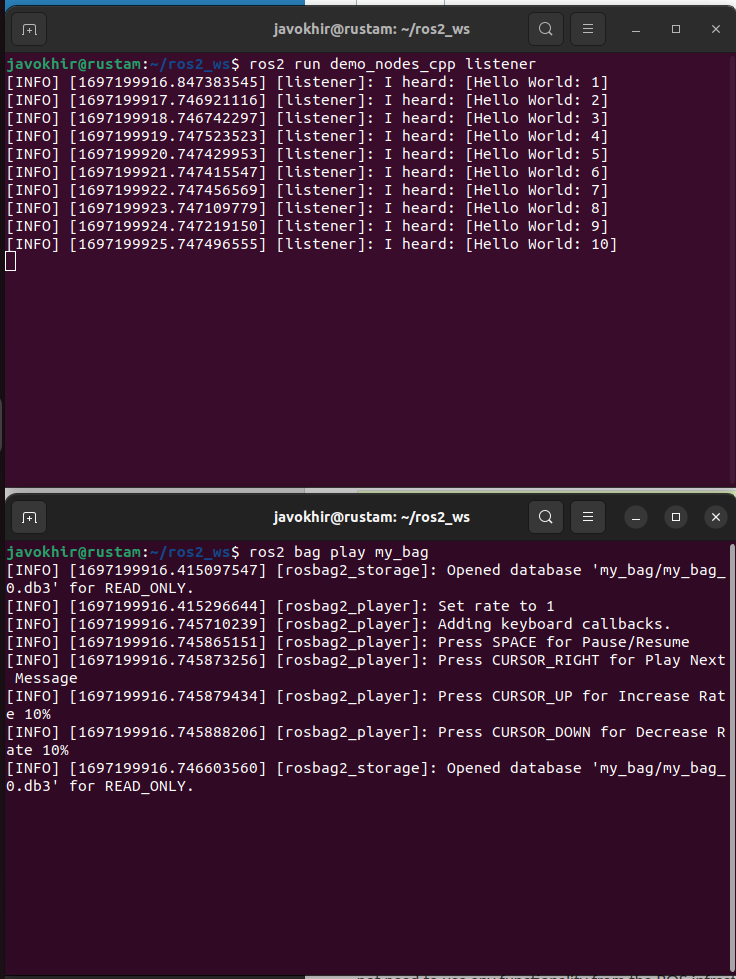 javokhir@rustam: ~/ros2_ws
javokhir@rustam:~/ros2_ws$ ros2 run demo_nodes_cpp listener
[INFO] [1697199916.847383545] [listener]: I heard: [Hello World: 1]
[INFO] [1697199917.746921116] [listener]: I heard: [Hello World: 2]
[INFO] [1697199918.746742297] [listener]: I heard: [Hello World: 3]
[INFO] [1697199919.747523523] [listener]: I heard: [Hello World: 4]
[INFO] [1697199920.747429953] [listener]: I heard: [Hello World: 5]
[INFO] [1697199921.747415547] [listener]: I heard: [Hello World: 6]
[INFO] [1697199922.747456569] [listener]: I heard: [Hello World: 7]
[INFO] [1697199923.747109779] [listener]: I heard: [Hello World: 8]
[INFO] [1697199924.747219150] [listener]: I heard: [Hello World: 9]
[INFO] [1697199925.747496555] [listener]: I heard: [Hello World: 10]
javokhir@rustam: ~/ros2_ws
javokhir@rustam:~/ros2_ws$ ros2 bag play my_bag
[INFO] [1697199916.415097547] [rosbag2_storage]: Opened database 'my_bag/my_bag_
0.db3' for READ_ONLY.
[INFO] [1697199916.415296644] [rosbag2_player]: Set rate to 1
[INFO] [1697199916.745710239] [rosbag2_player]: Adding keyboard callbacks.
[INFO] [1697199916.745865151] [rosbag2_player]: Press SPACE for Pause/Resume
[INFO] [1697199916.745873256] [rosbag2_player]: Press CURSOR_RIGHT for Play Next
 Message
[INFO] [1697199916.745879434] [rosbag2_player]: Press CURSOR_UP for Increase Rat
e 10%
[INFO] [1697199916.745888206] [rosbag2_player]: Press CURSOR_DOWN for Decrease R
ate 10%
[INFO] [1697199916.746603560] [rosbag2_storage]: Opened database 'my_bag/my_bag_
0.db3' for READ_ONLY.